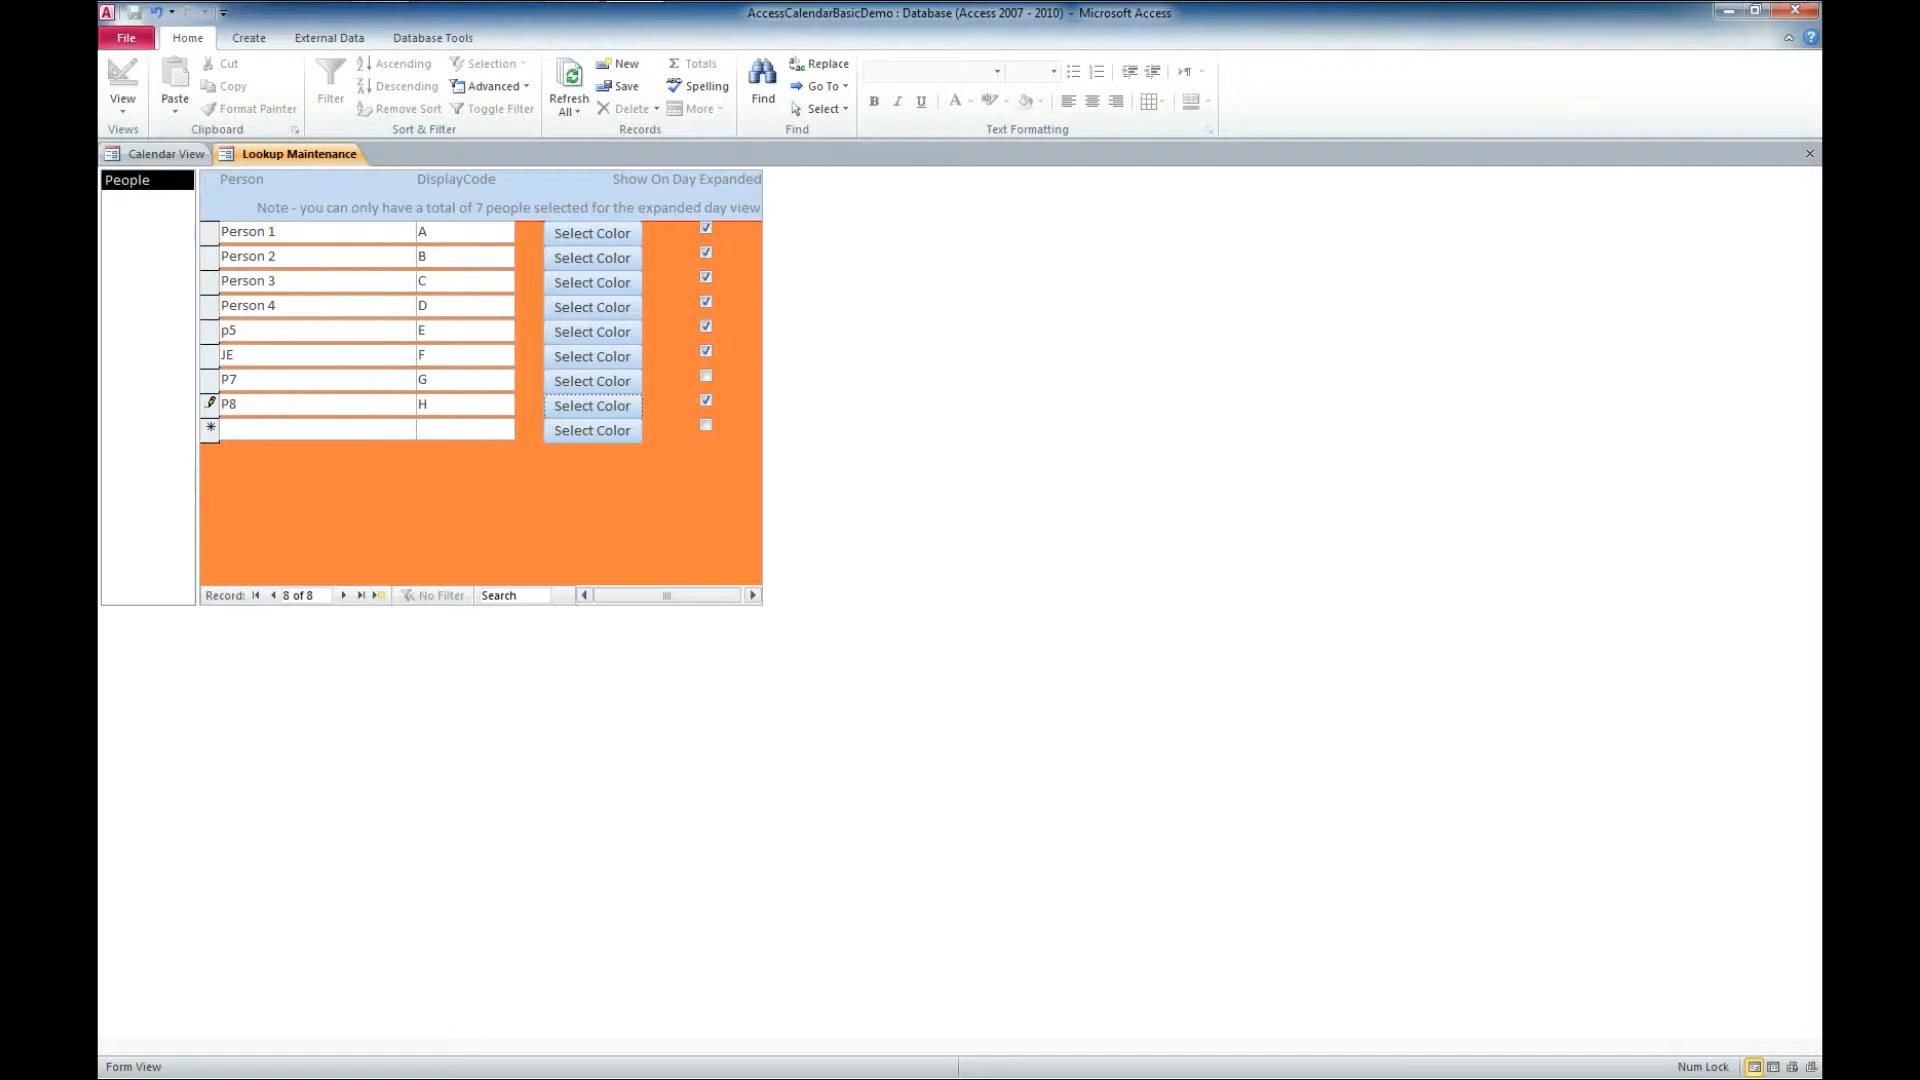 AccessCalendarBasicDemo : Database (Access 2007 - 2010) - Microsoft Access
File Home Create External Data Database Tools
View
Views
Paste
Cut
Copy
Format Painter
Clipboard
Filter
Ascending
Descending
Remove Sort
Selection
Advanced
Toggle Filter
Sort & Filter
Refresh
All
New
Save
Delete
Totals
Spelling
More
Records
Find
Replace
Go To
Select
Find
B I U A
Text Formatting
Calendar View Lookup Maintenance
People
Person DisplayCode Show On Day Expanded
Note - you can only have a total of 7 people selected for the expanded day view
Person 1 A Select Color
Person 2 B Select Color
Person 3 C Select Color
Person 4 D Select Color
p5 E Select Color
JE F Select Color
P7 G Select Color
P8 H Select Color
Select Color
Record: 8 of 8 No Filter Search
Form View Num Lock